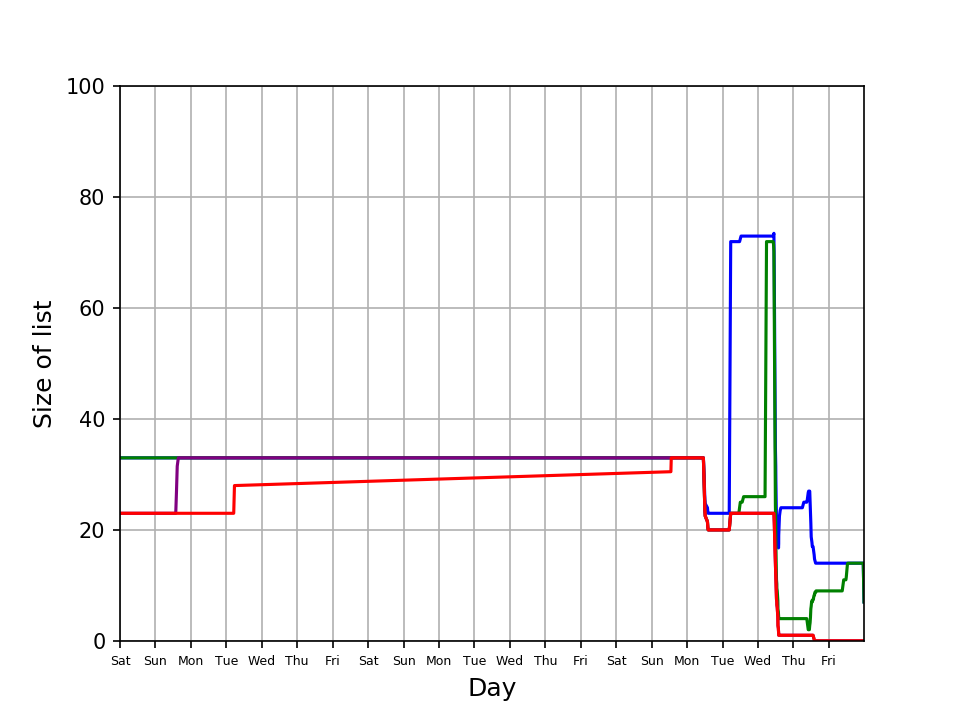 100
80
60
40
20
0
Size of list
Sat Sun Mon Tue Wed Thu Fri Sat Sun Mon Tue Wed Thu Fri Sat Sun Mon Tue Wed Thu Fri
Day